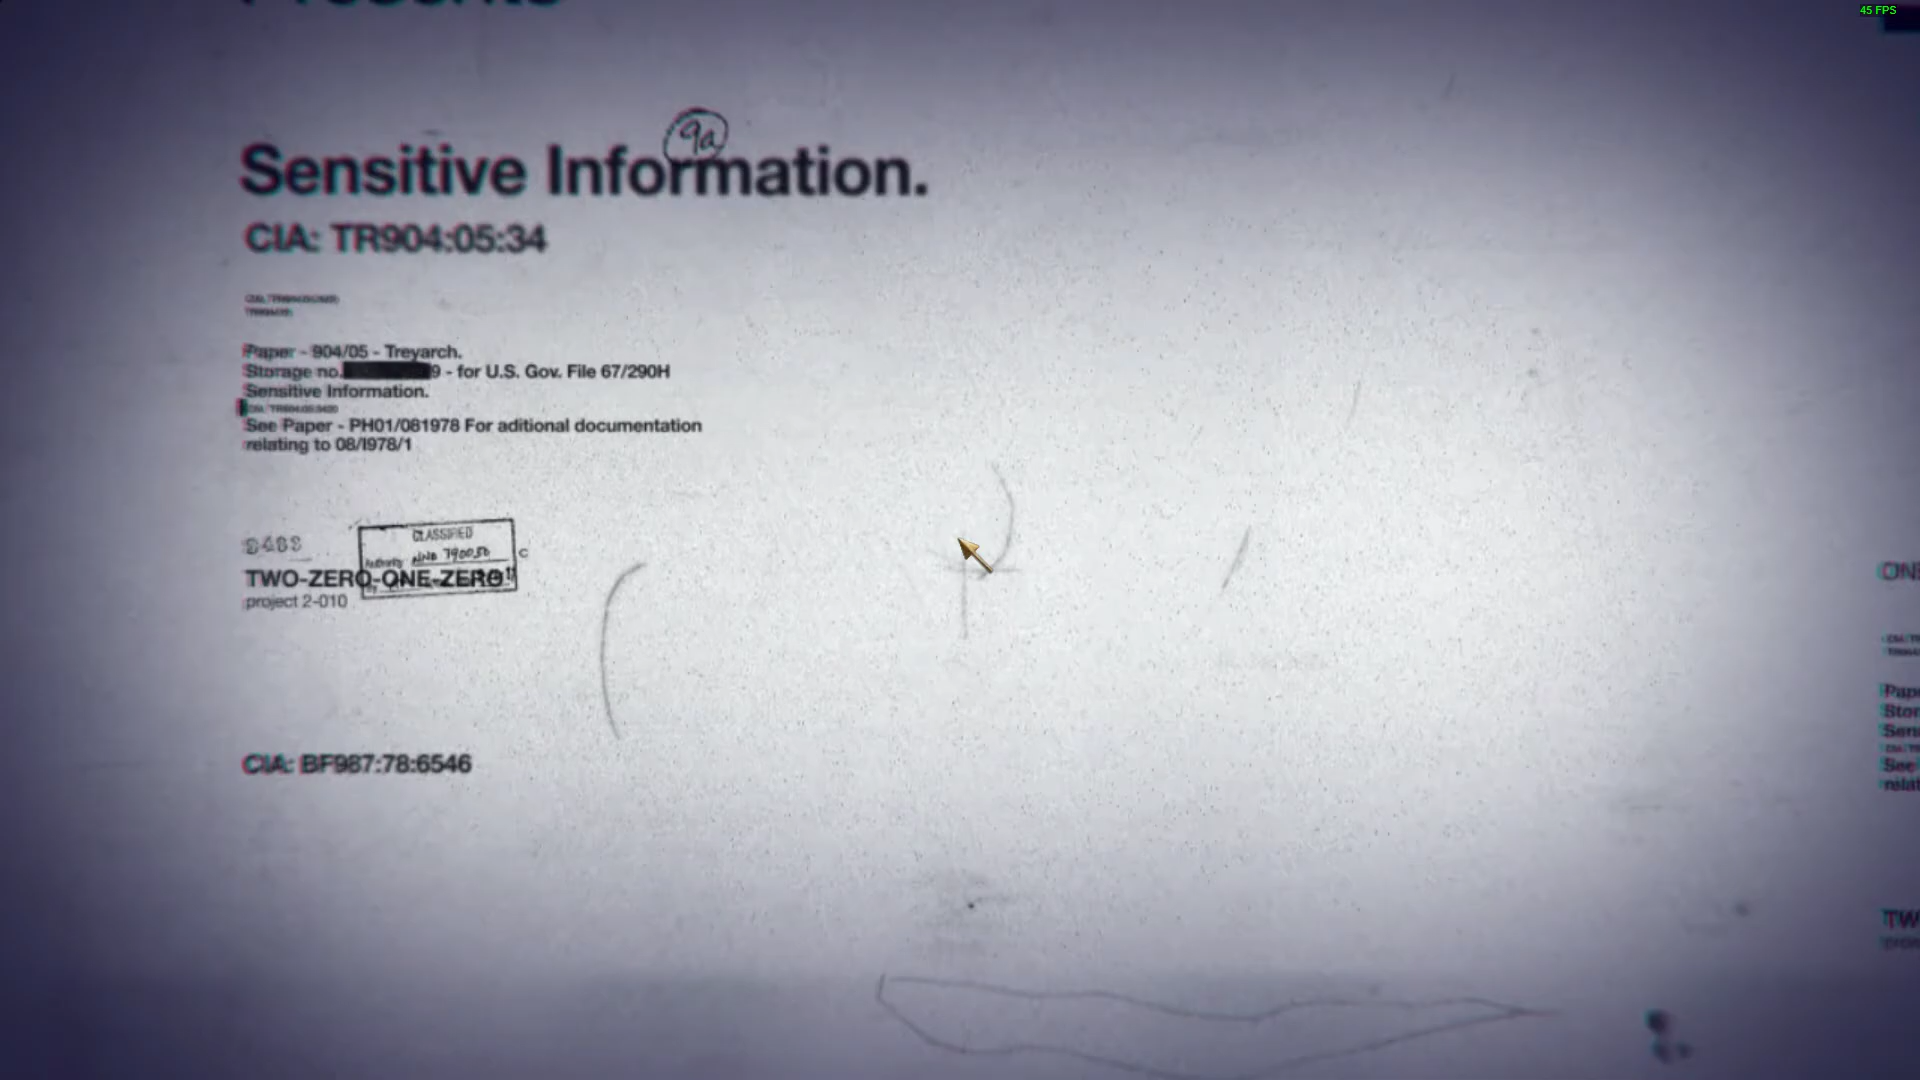 45 FPS
9a
Sensitive Information.
CIA: TR904:05:34
Paper - 904/05 - Treyarch.
Storage no. 9 - for U.S. Gov. File 67/290H
Sensitive Information.
See Paper - PH01/081978 For aditional documentation
relating to 08/I978/1
CLASSIFIED
Authority
C
TWO-ZERO-ONE-ZERO
project 2-010
CIA: BF987:78:6546